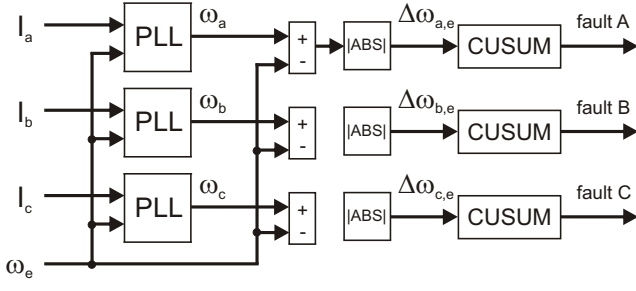 I_a PLL ω_a + - |ABS| Δω_a,e CUSUM fault A
I_b PLL ω_b + - |ABS| Δω_b,e CUSUM fault B
I_c PLL ω_c + - |ABS| Δω_c,e CUSUM fault C
ω_e